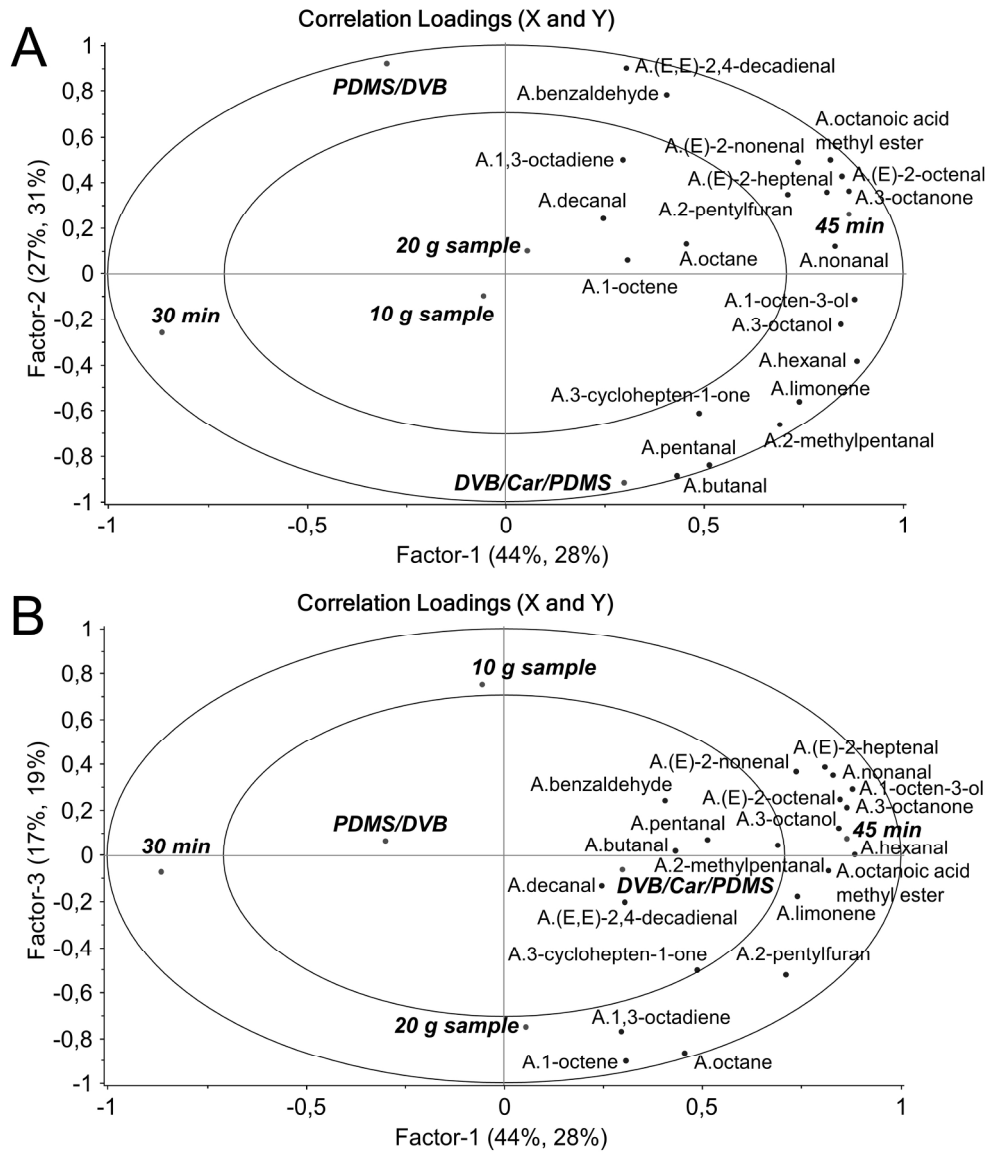 A
Correlation Loadings (X and Y)
Factor-2 (27%, 31%)
1
0,8
0,6
0,4
0,2
0
-0,2
-0,4
-0,6
-0,8
-1
PDMS/DVB
A.(E,E)-2,4-decadienal
A.benzaldehyde
A.octanoic acid
methyl ester
A.(E)-2-nonenal
A.1,3-octadiene
A.(E)-2-octenal
A.(E)-2-heptenal
A.3-octanone
A.decanal
A.2-pentylfuran
45 min
20 g sample
A.octane
A.nonanal
A.1-octene
A.1-octen-3-ol
10 g sample
30 min
A.3-octanol
A.hexanal
A.limonene
A.3-cyclohepten-1-one
A.2-methylpentanal
A.pentanal
DVB/Car/PDMS
A.butanal
-1
-0,5
0
0,5
1
Factor-1 (44%, 28%)
B
Correlation Loadings (X and Y)
Factor-3 (17%, 19%)
1
0,8
0,6
0,4
0,2
0
-0,2
-0,4
-0,6
-0,8
-1
10 g sample
A.(E)-2-heptenal
A.(E)-2-nonenal
A.nonanal
A.benzaldehyde
A.1-octen-3-ol
A.(E)-2-octenal
A.3-octanone
PDMS/DVB
A.pentanal
A.3-octanol
45 min
30 min
A.butanal
A.hexanal
A.2-methylpentanal
A.octanoic acid
methyl ester
A.decanal
DVB/Car/PDMS
A.(E,E)-2,4-decadienal
A.limonene
A.3-cyclohepten-1-one
A.2-pentylfuran
20 g sample
A.1,3-octadiene
A.1-octene
A.octane
-1
-0,5
0
0,5
1
Factor-1 (44%, 28%)